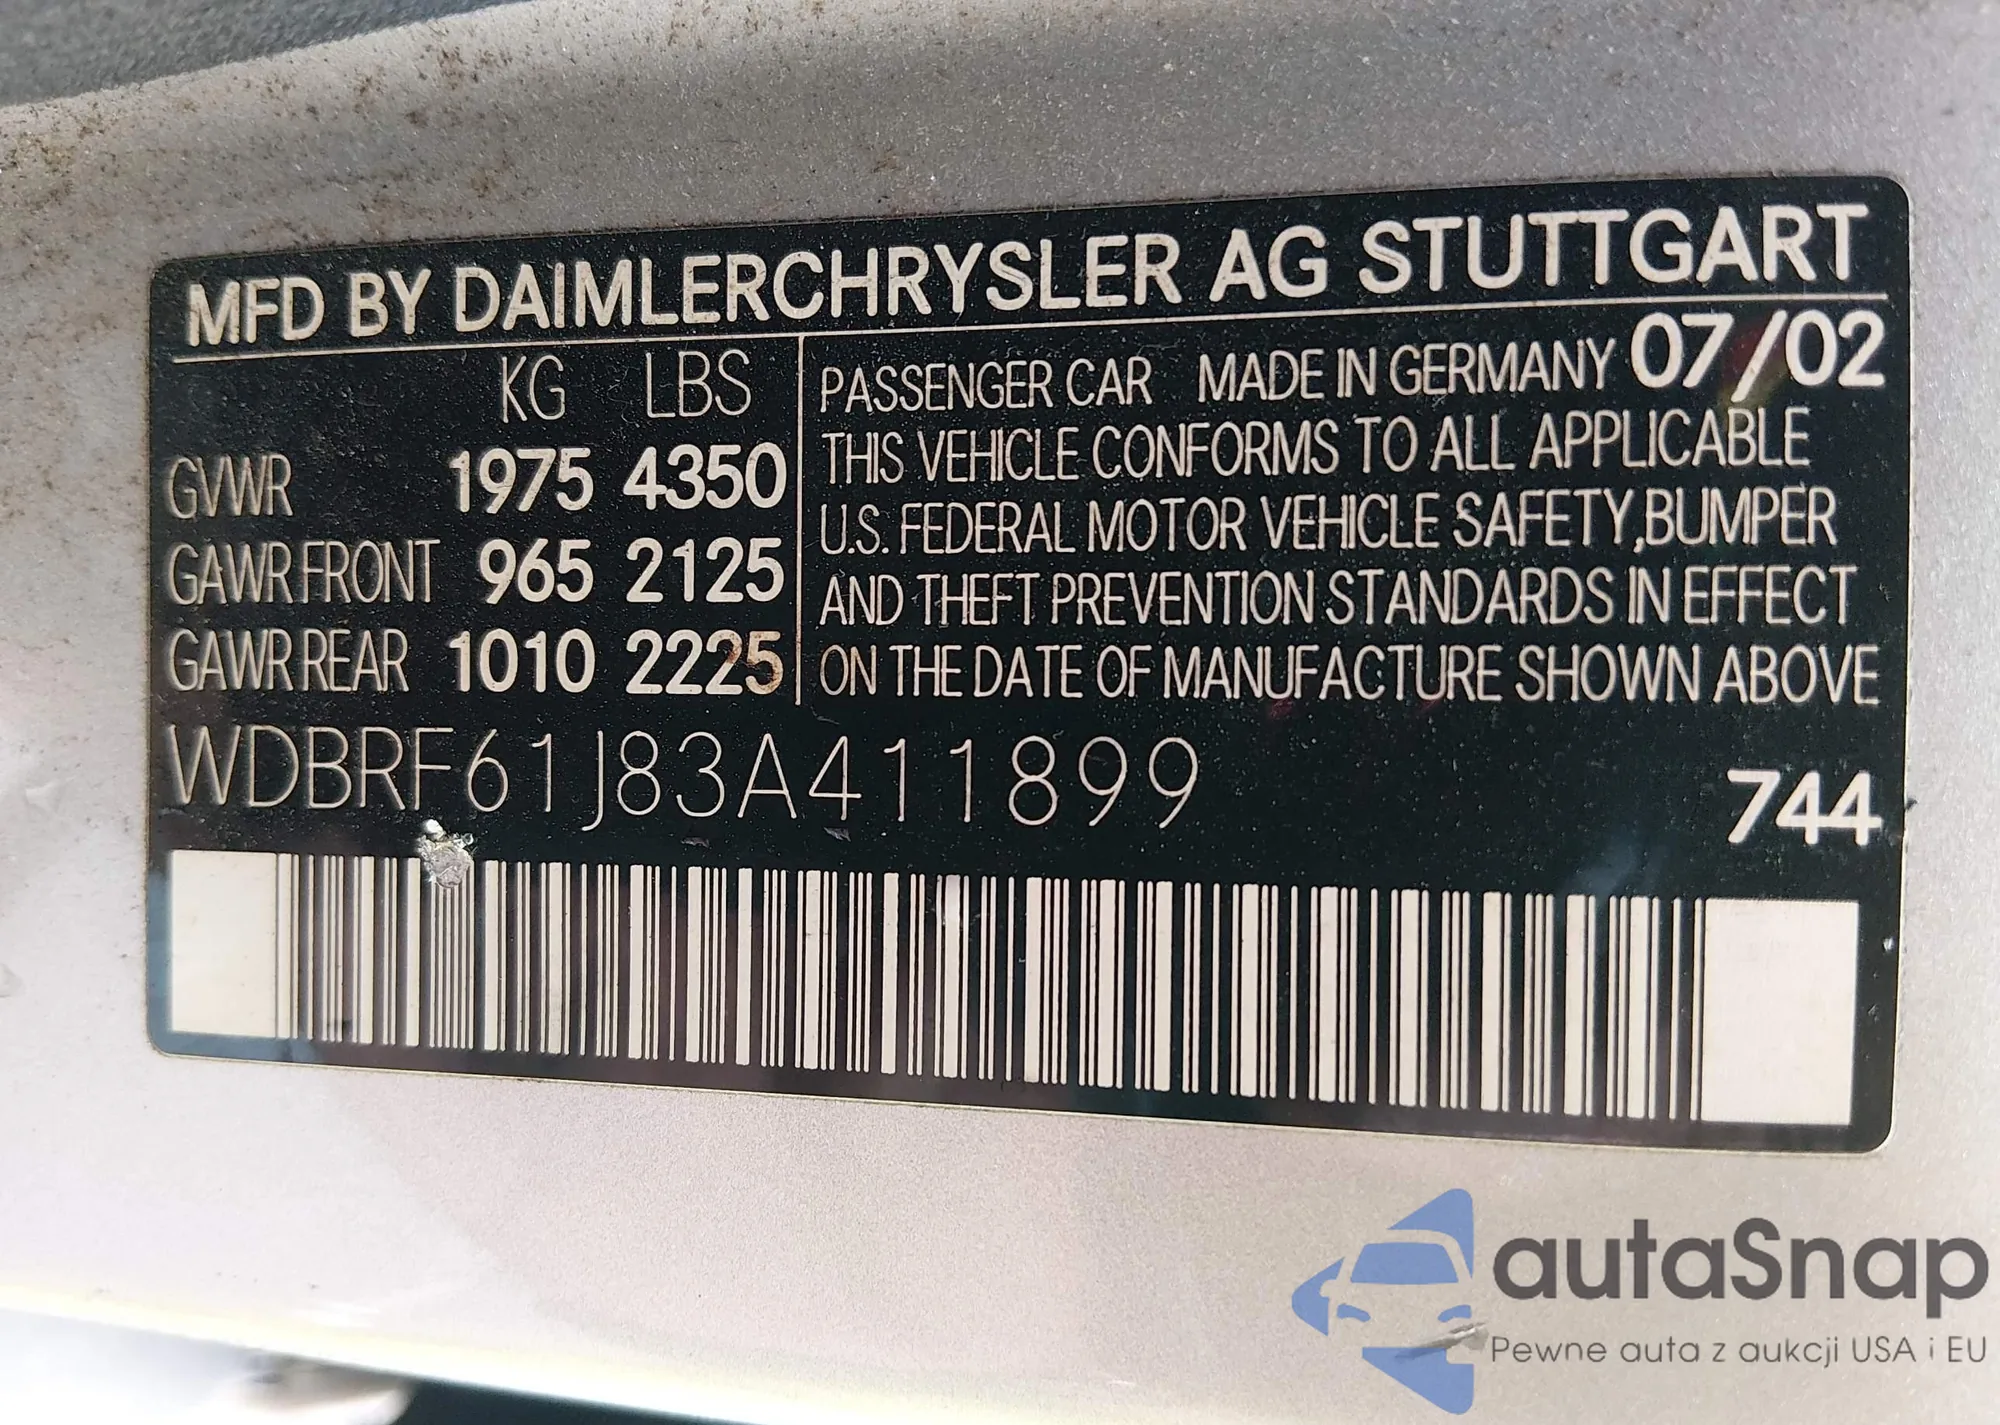 MFD BY DAIMLERCHRYSLER AG STUTTGART
KG LBS
GVWR 1975 4350
GAWR FRONT 965 2125
GAWR REAR 1010 2225
PASSENGER CAR MADE IN GERMANY 07/02
THIS VEHICLE CONFORMS TO ALL APPLICABLE
U.S. FEDERAL MOTOR VEHICLE SAFETY,BUMPER
AND THEFT PREVENTION STANDARDS IN EFFECT
ON THE DATE OF MANUFACTURE SHOWN ABOVE
WDBRF61J83A411899
744
autaSnap
Pewne auta z aukcji USA i EU